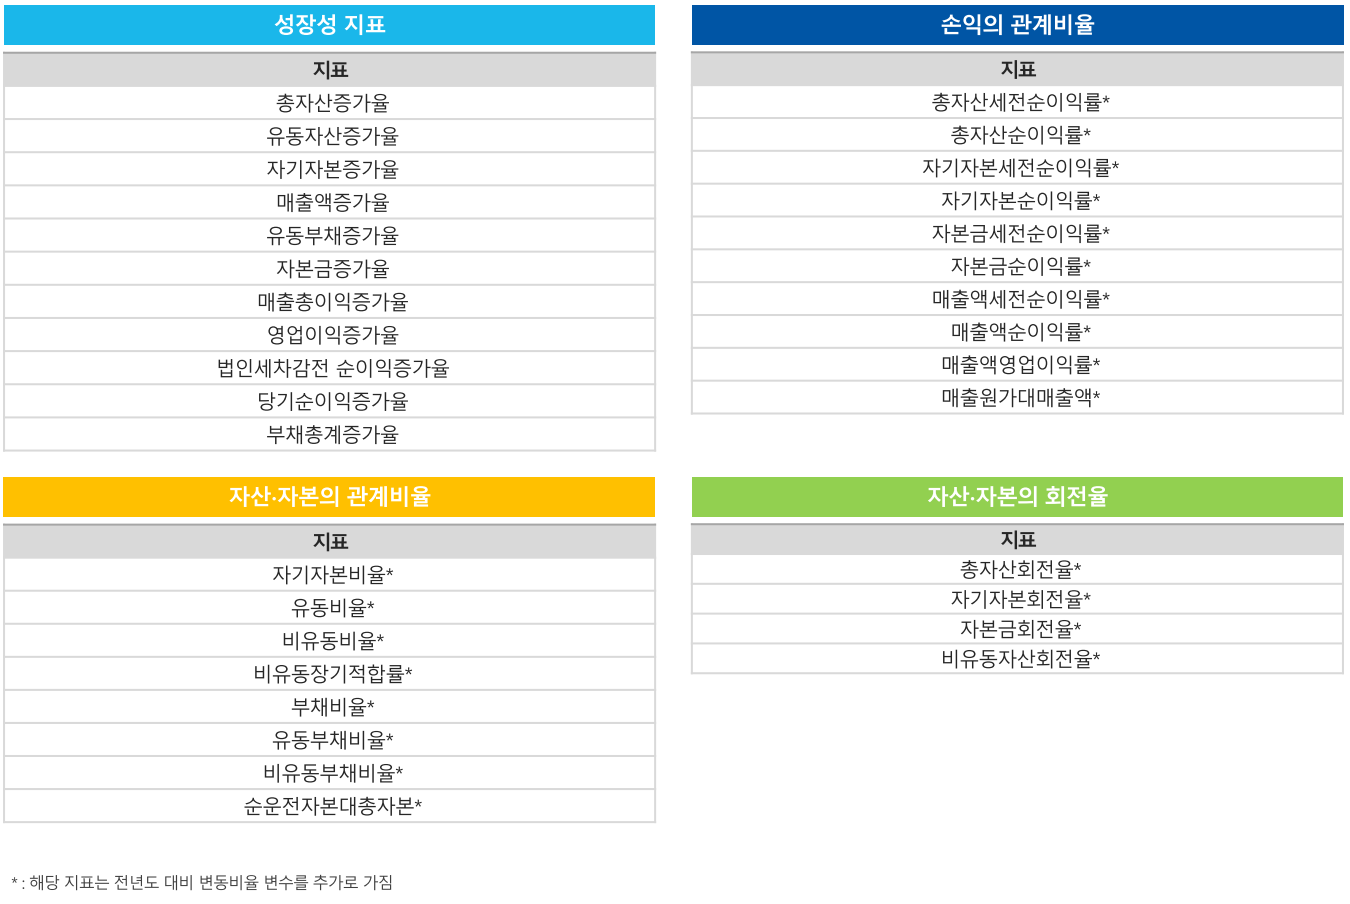 성장성 지표
지표
총자산증가율
유동자산증가율
자기자본증가율
매출액증가율
유동부채증가율
자본금증가율
매출총이익증가율
영업이익증가율
법인세차감전 순이익증가율
당기순이익증가율
부채총계증가율
손익의 관계비율
지표
총자산세전순이익률*
총자산순이익률*
자기자본세전순이익률*
자기자본순이익률*
자본금세전순이익률*
자본금순이익률*
매출액세전순이익률*
매출액순이익률*
매출액영업이익률*
매출원가대매출액*
자산·자본의 관계비율
지표
자기자본비율*
유동비율*
비유동비율*
비유동장기적합률*
부채비율*
유동부채비율*
비유동부채비율*
순운전자본대총자본*
자산·자본의 회전율
지표
총자산회전율*
자기자본회전율*
자본금회전율*
비유동자산회전율*
* : 해당 지표는 전년도 대비 변동비율 변수를 추가로 가짐